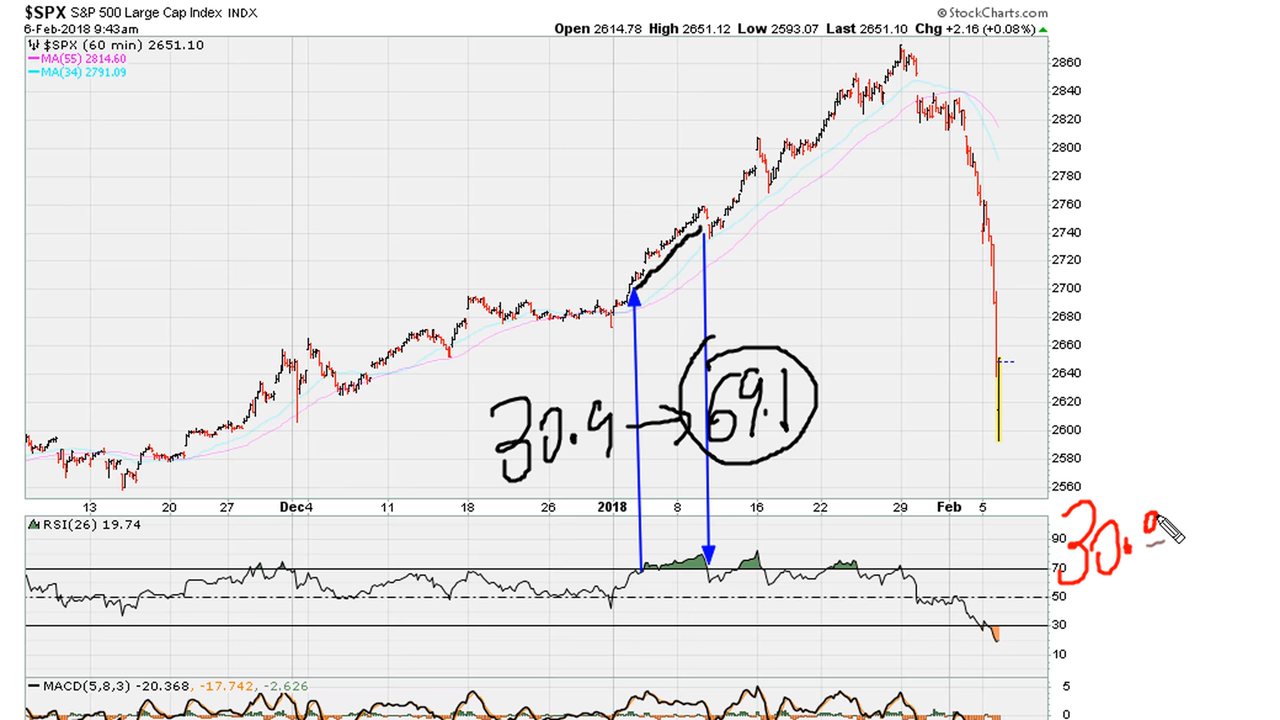 $SPX S&P 500 Large Cap Index INDX
© StockCharts.com
6-Feb-2018 9:43am
Open 2614.78 High 2651.12 Low 2593.07 Last 2651.10 Chg +2.16 (+0.08%)
$SPX (60 min) 2651.10
MA(55) 2814.60
MA(34) 2791.09
2860
2840
2820
2800
2780
2760
2740
2720
2700
2680
2660
2640
2620
2600
2580
2560
30.9 → 69.1
13 20 27 Dec4 11 18 26 2018 8 16 22 29 Feb 5
RSI(26) 19.74
90
70
50
30
10
30.9
MACD(5,8,3) -20.368, -17.742, -2.626
5
0